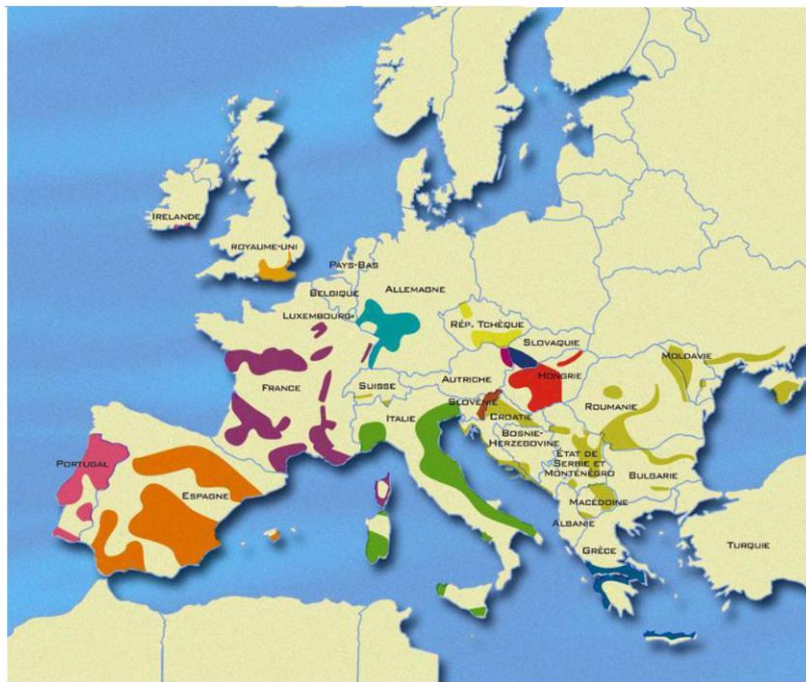 IRELANDE
ROYAUME-UNI
PAYS-BAS
BELGIQUE
ALLEMAGNE
LUXEMBOURG
RÉP. TCHÈQUE
SLOVAQUIE
MOLDAVIE
FRANCE
SUISSE
AUTRICHE
HONGRIE
SLOVÉNIE
ITALIE
CROATIE
ROUMANIE
BOSNIE-
HERZÉGOVINE
ÉTAT DE
SERBIE ET
MONTÉNÉGRO
PORTUGAL
ESPAGNE
BULGARIE
MACÉDOINE
ALBANIE
GRÈCE
TURQUIE